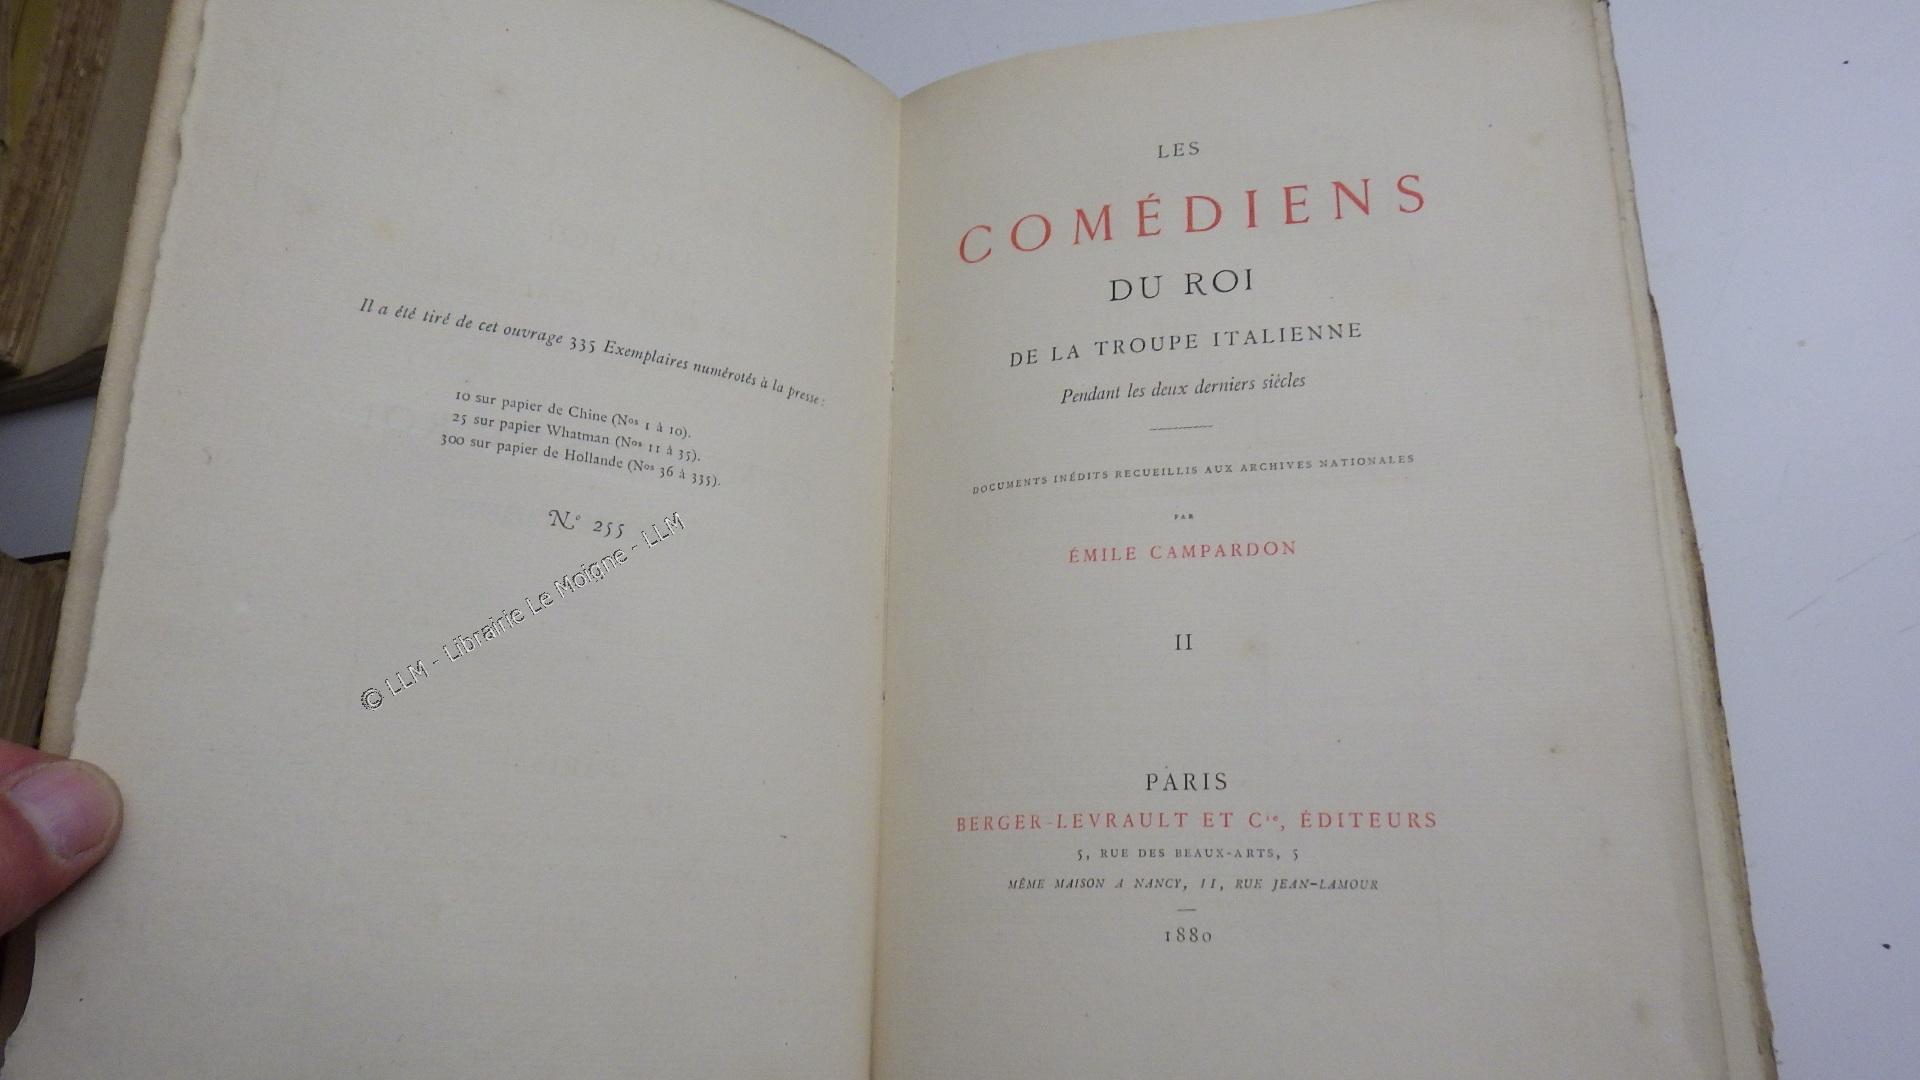 Il a été tiré de cet ouvrage 335 Exemplaires numérotés à la presse :
10 sur papier de Chine (Nos 1 à 10).
25 sur papier Whatman (Nos 11 à 35).
300 sur papier de Hollande (Nos 36 à 335).
N° 255
© LLM - Librairie Le Moigne - LLM
LES
COMÉDIENS
DU ROI
DE LA TROUPE ITALIENNE
Pendant les deux derniers siècles
DOCUMENTS INÉDITS RECUEILLIS AUX ARCHIVES NATIONALES
PAR
ÉMILE CAMPARDON
II
PARIS
BERGER-LEVRAULT ET Cie, ÉDITEURS
5, RUE DES BEAUX-ARTS, 5
MÊME MAISON A NANCY, 11, RUE JEAN-LAMOUR
1880